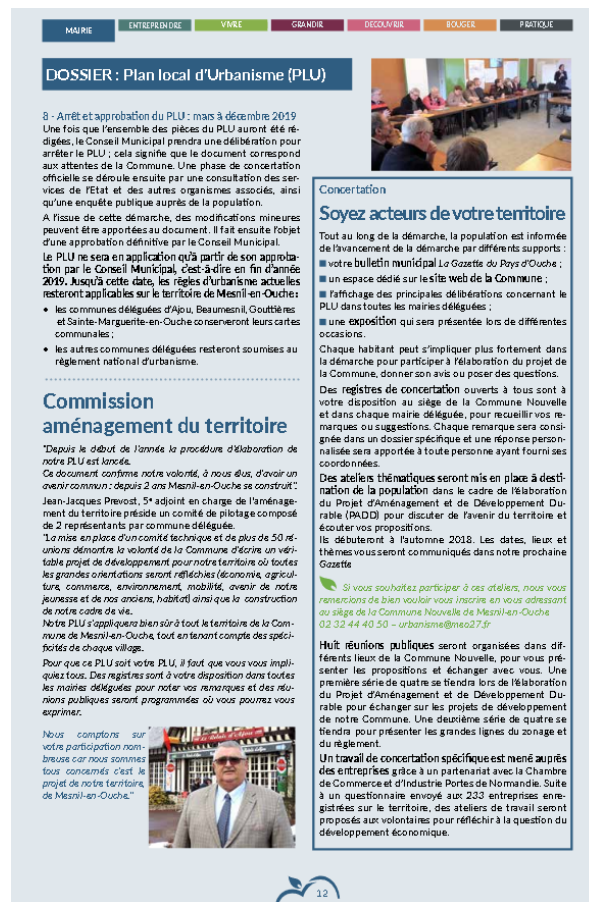 MAIRIE
ENTREPRENDRE
VIVRE
GRANDIR
DECOUVRIR
BOUGER
PRATIQUE
DOSSIER : Plan local d'Urbanisme (PLU)
8 - Arrêt et approbation du PLU : mars à décembre 2019
Une fois que l'ensemble des pièces du PLU auront été ré-
digées, le Conseil Municipal prendra une délibération pour
arrêter le PLU ; cela signifie que le document correspond
aux attentes de la Commune. Une phase de concertation
officielle se déroule ensuite par une consultation des ser-
vices de l'Etat et des autres organismes associés, ainsi
qu'une enquête publique auprès de la population.
A l'issue de cette démarche, des modifications mineures
peuvent être apportées au document. Il fait ensuite l'objet
d'une approbation définitive par le Conseil Municipal.
Le PLU ne sera en application qu'à partir de son approba-
tion par le Conseil Municipal, c'est-à-dire en fin d'année
2019. Jusqu'à cette date, les règles d'urbanisme actuelles
resteront applicables sur le territoire de Mesnil-en-Ouche :
• les communes déléguées d'Ajou, Beaumesnil, Gouttières
et Sainte-Marguerite-en-Ouche conserveront leurs cartes
communales ;
• les autres communes déléguées resteront soumises au
règlement national d'urbanisme.
Commission
aménagement du territoire
"Depuis le début de l'année la procédure d'élaboration de
notre PLU est lancée.
Ce document confirme notre volonté, à nous élus, d'avoir un
avenir commun : depuis 2 ans Mesnil-en-Ouche se construit".
Jean-Jacques Prevost, 5e adjoint en charge de l'aménage-
ment du territoire préside un comité de pilotage composé
de 2 représentants par commune déléguée.
"La mise en place d'un comité technique et de plus de 50 ré-
unions démontre la volonté de la Commune d'écrire un véri-
table projet de développement pour notre territoire où toutes
les grandes orientations seront réfléchies (économie, agricul-
ture, commerce, environnement, mobilité, avenir de notre
jeunesse et de nos anciens, habitat) ainsi que la construction
de notre cadre de vie.
Notre PLU s'appliquera bien sûr à tout le territoire de la Com-
mune de Mesnil-en-Ouche, tout en tenant compte des spéci-
ficités de chaque village.
Pour que ce PLU soit votre PLU, il faut que vous vous impli-
quiez tous. Des registres sont à votre disposition dans toutes
les mairies déléguées pour noter vos remarques et des réu-
nions publiques seront programmées où vous pourrez vous
exprimer.
Nous comptons sur
votre participation nom-
breuse car nous sommes
tous concernés c'est le
projet de notre territoire,
de Mesnil-en-Ouche."
Concertation
Soyez acteurs de votre territoire
Tout au long de la démarche, la population est informée
de l'avancement de la démarche par différents supports :
■ votre bulletin municipal La Gazette du Pays d'Ouche ;
■ un espace dédié sur le site web de la Commune ;
■ l'affichage des principales délibérations concernant le
PLU dans toutes les mairies déléguées ;
■ une exposition qui sera présentée lors de différentes
occasions.
Chaque habitant peut s'impliquer plus fortement dans
la démarche pour participer à l'élaboration du projet de
la Commune, donner son avis ou poser des questions.
Des registres de concertation ouverts à tous sont à
votre disposition au siège de la Commune Nouvelle
et dans chaque mairie déléguée, pour recueillir vos re-
marques ou suggestions. Chaque remarque sera consi-
gnée dans un dossier spécifique et une réponse person-
nalisée sera apportée à toute personne ayant fourni ses
coordonnées.
Des ateliers thématiques seront mis en place à desti-
nation de la population dans le cadre de l'élaboration
du Projet d'Aménagement et de Développement Du-
rable (PADD) pour discuter de l'avenir du territoire et
écouter vos propositions.
Ils débuteront à l'automne 2018. Les dates, lieux et
thèmes vous seront communiqués dans notre prochaine
Gazette
Si vous souhaitez participer à ces ateliers, nous vous
remercions de bien vouloir vous inscrire en vous adressant
au siège de la Commune Nouvelle de Mesnil-en-Ouche
02 32 44 40 50 – urbanisme@meo27.fr
Huit réunions publiques seront organisées dans dif-
férents lieux de la Commune Nouvelle, pour vous pré-
senter les propositions et échanger avec vous. Une
première série de quatre se tiendra lors de l'élaboration
du Projet d'Aménagement et de Développement Du-
rable pour échanger sur les projets de développement
de notre Commune. Une deuxième série de quatre se
tiendra pour présenter les grandes lignes du zonage et
du règlement.
Un travail de concertation spécifique est mené auprès
des entreprises grâce à un partenariat avec la Chambre
de Commerce et d'Industrie Portes de Normandie. Suite
à un questionnaire envoyé aux 233 entreprises enre-
gistrées sur le territoire, des ateliers de travail seront
proposés aux volontaires pour réfléchir à la question du
développement économique.
12